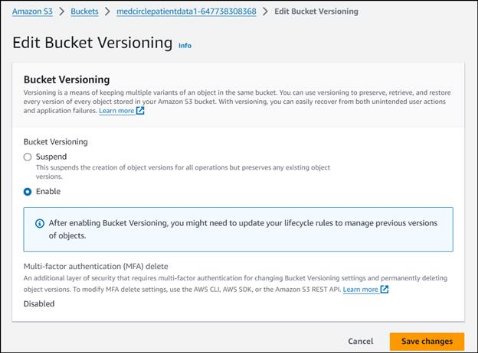 Amazon S3 > Buckets > medcirclepatientdata1-647738308368 > Edit Bucket Versioning
Edit Bucket Versioning Info
Bucket Versioning
Versioning is a means of keeping multiple variants of an object in the same bucket. You can use versioning to preserve, retrieve, and restore
every version of every object stored in your Amazon S3 bucket. With versioning, you can easily recover from both unintended user actions
and application failures. Learn more
Bucket Versioning
Suspend
This suspends the creation of object versions for all operations but preserves any existing object
versions.
Enable
After enabling Bucket Versioning, you might need to update your lifecycle rules to manage previous versions
of objects.
Multi-factor authentication (MFA) delete
An additional layer of security that requires multi-factor authentication for changing Bucket Versioning settings and permanently deleting
object versions. To modify MFA delete settings, use the AWS CLI, AWS SDK, or the Amazon S3 REST API. Learn more
Disabled
Cancel
Save changes